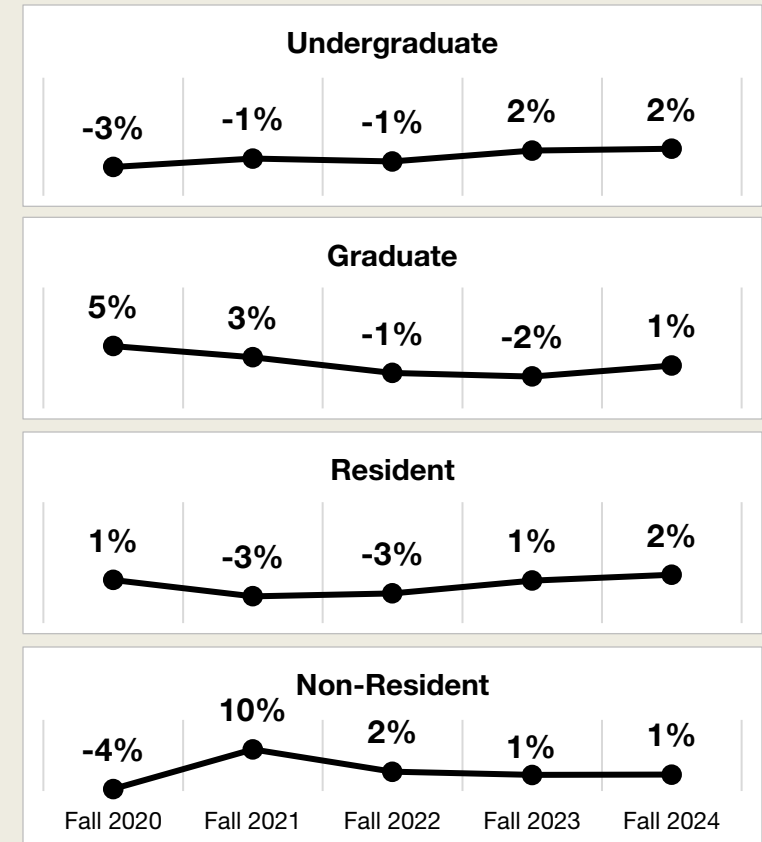 Undergraduate
-3% -1% -1% 2% 2%
Graduate
5% 3% -1% -2% 1%
Resident
1% -3% -3% 1% 2%
Non-Resident
-4% 10% 2% 1% 1%
Fall 2020 Fall 2021 Fall 2022 Fall 2023 Fall 2024